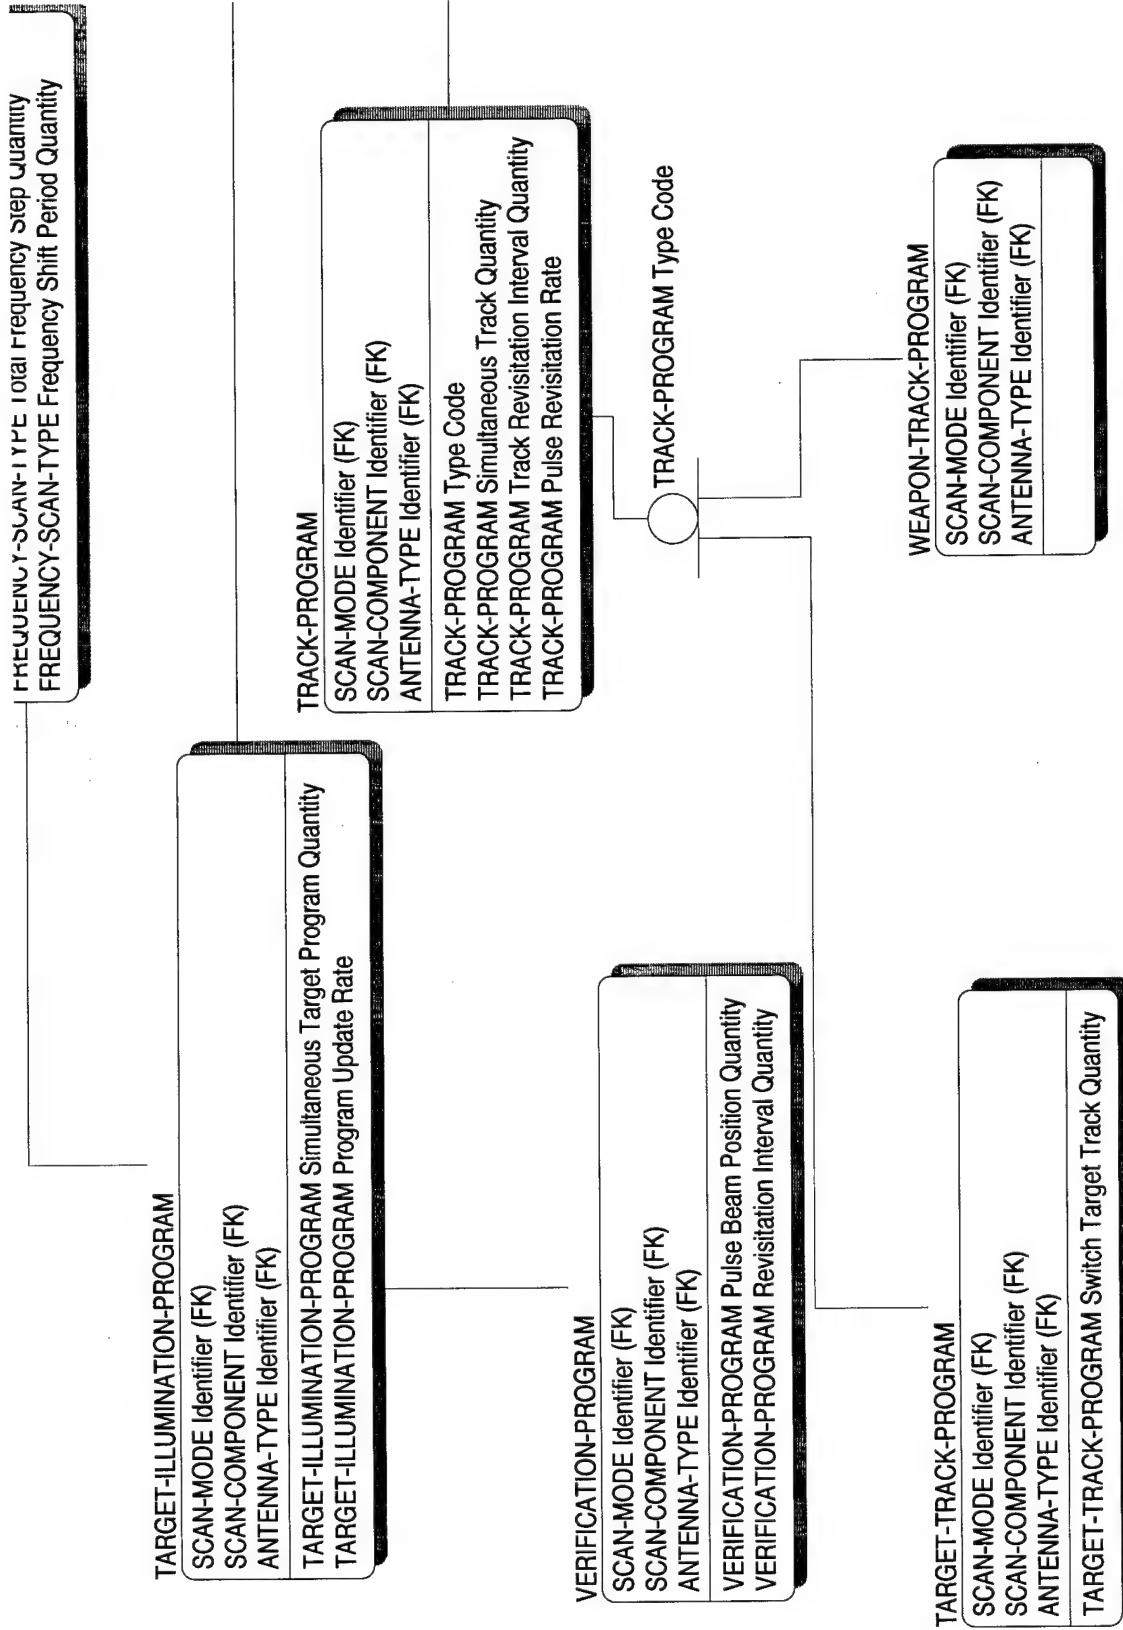 FREQUENCY-SCAN-TYPE Total Frequency Step Quantity
FREQUENCY-SCAN-TYPE Frequency Shift Period Quantity
TARGET-ILLUMINATION-PROGRAM
SCAN-MODE Identifier (FK)
SCAN-COMPONENT Identifier (FK)
ANTENNA-TYPE Identifier (FK)
TARGET-ILLUMINATION-PROGRAM Simultaneous Target Program Quantity
TARGET-ILLUMINATION-PROGRAM Program Update Rate
TRACK-PROGRAM
SCAN-MODE Identifier (FK)
SCAN-COMPONENT Identifier (FK)
ANTENNA-TYPE Identifier (FK)
TRACK-PROGRAM Type Code
TRACK-PROGRAM Simultaneous Track Quantity
TRACK-PROGRAM Track Revisitation Interval Quantity
TRACK-PROGRAM Pulse Revisitation Rate
VERIFICATION-PROGRAM
SCAN-MODE Identifier (FK)
SCAN-COMPONENT Identifier (FK)
ANTENNA-TYPE Identifier (FK)
VERIFICATION-PROGRAM Pulse Beam Position Quantity
VERIFICATION-PROGRAM Revisitation Interval Quantity
TRACK-PROGRAM Type Code
TARGET-TRACK-PROGRAM
SCAN-MODE Identifier (FK)
SCAN-COMPONENT Identifier (FK)
ANTENNA-TYPE Identifier (FK)
TARGET-TRACK-PROGRAM Switch Target Track Quantity
WEAPON-TRACK-PROGRAM
SCAN-MODE Identifier (FK)
SCAN-COMPONENT Identifier (FK)
ANTENNA-TYPE Identifier (FK)